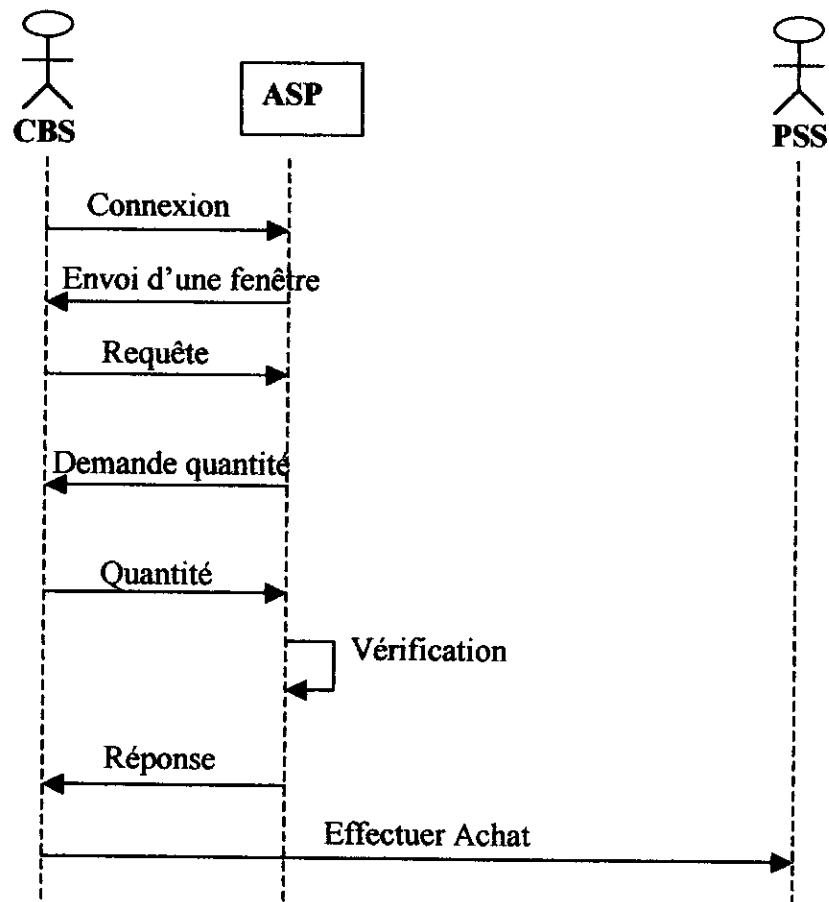 CBS
ASP
PSS
Connexion
Envoi d'une fenêtre
Requête
Demande quantité
Quantité
Vérification
Réponse
Effectuer Achat